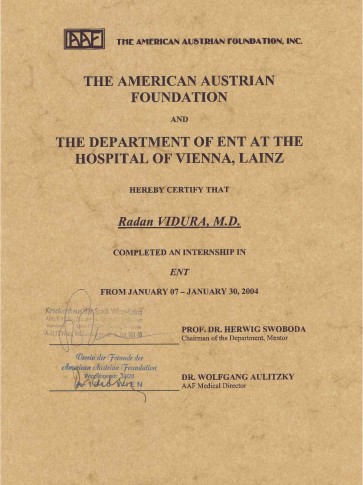 AAF THE AMERICAN AUSTRIAN FOUNDATION, INC.
THE AMERICAN AUSTRIAN
FOUNDATION
AND
THE DEPARTMENT OF ENT AT THE
HOSPITAL OF VIENNA, LAINZ
HEREBY CERTIFY THAT
Radan VIDURA, M.D.
COMPLETED AN INTERNSHIP IN
ENT
FROM JANUARY 07 – JANUARY 30, 2004
PROF. DR. HERWIG SWOBODA
Chairman of the Department, Mentor
Verein der Freunde der
American Austrian Foundation
DR. WOLFGANG AULITZKY
AAF Medical Director